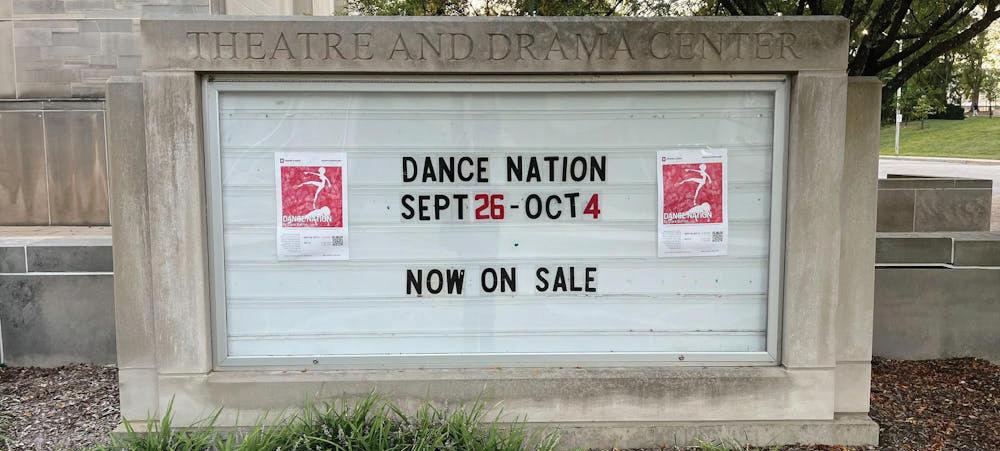 THEATRE AND DRAMA CENTER
DANCE NATION
SEPT 26-OCT 4
NOW ON SALE
DANCE NATION
DANCE NATION